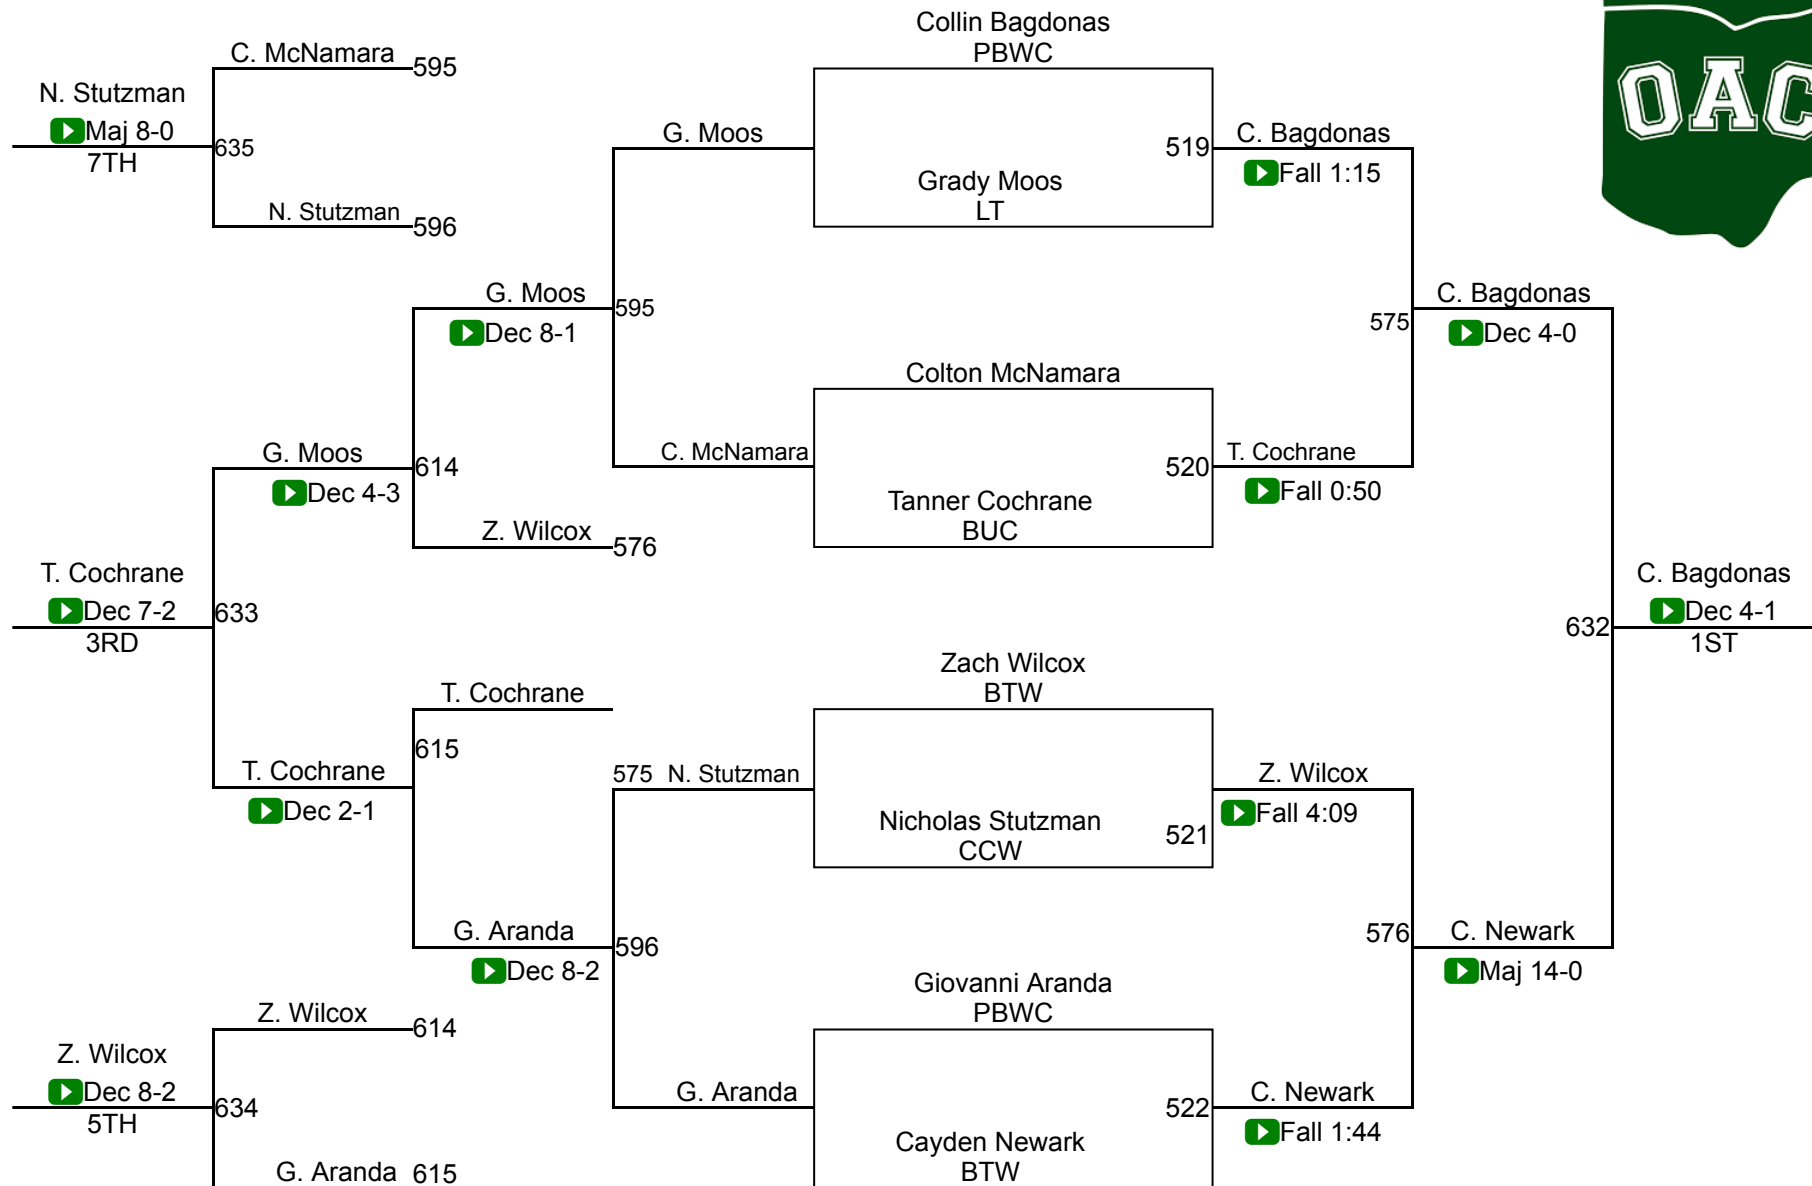 Collin Bagdonas
PBWC
C. McNamara
595
N. Stutzman
Maj 8-0
7TH
635
G. Moos
519
C. Bagdonas
Fall 1:15
Grady Moos
LT
N. Stutzman
596
OAC
G. Moos
Dec 8-1
595
C. Bagdonas
575
Dec 4-0
Colton McNamara
G. Moos
Dec 4-3
614
C. McNamara
520
T. Cochrane
Fall 0:50
Tanner Cochrane
BUC
Z. Wilcox
576
T. Cochrane
Dec 7-2
3RD
633
632
C. Bagdonas
Dec 4-1
1ST
Zach Wilcox
BTW
T. Cochrane
615
T. Cochrane
Dec 2-1
575
N. Stutzman
Z. Wilcox
Fall 4:09
Nicholas Stutzman
CCW
521
G. Aranda
Dec 8-2
596
576
C. Newark
Maj 14-0
Giovanni Aranda
PBWC
Z. Wilcox
614
Z. Wilcox
Dec 8-2
5TH
634
G. Aranda
522
C. Newark
Fall 1:44
Cayden Newark
BTW
G. Aranda
615